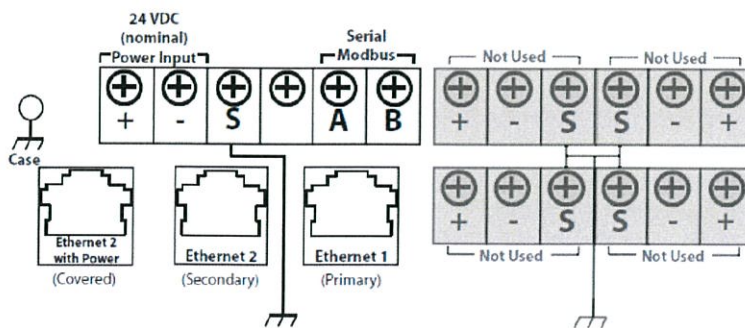 24 VDC
(nominal)
Power Input
Serial
Modbus
Not Used
Not Used
+ - S A B
+ - S S - +
Case
+ - S S - +
Ethernet 2
with Power
Ethernet 2
Ethernet 1
Not Used
Not Used
(Covered)
(Secondary)
(Primary)